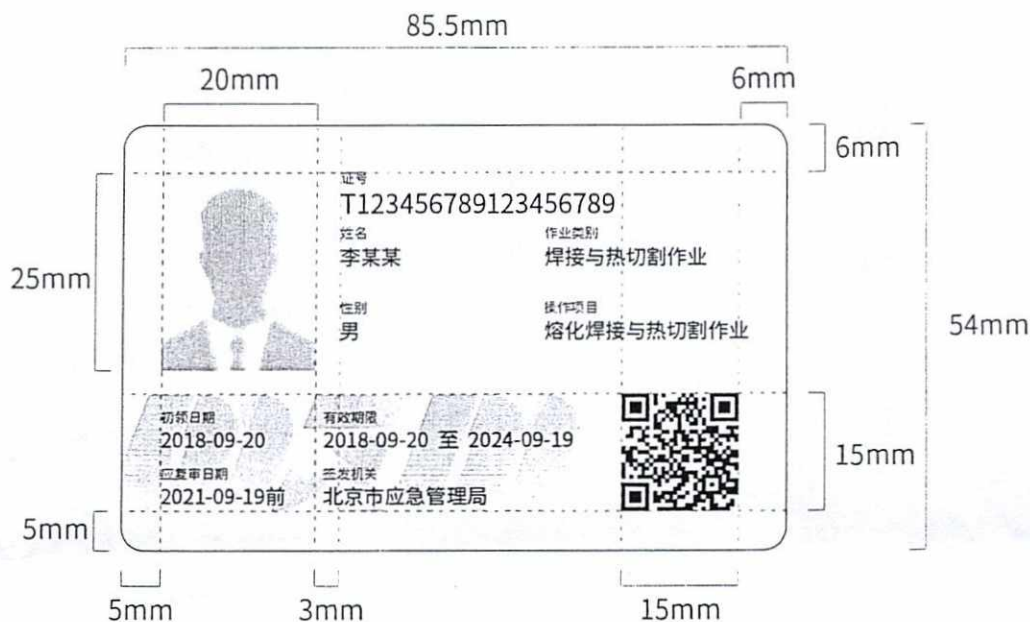 85.5mm
20mm
6mm
6mm
证号
T123456789123456789
姓名
作业类别
李某某
焊接与热切割作业
25mm
性别
操作项目
男
熔化焊接与热切割作业
54mm
初领日期
有效期限
2018-09-20
2018-09-20 至 2024-09-19
15mm
应复审日期
签发机关
2021-09-19前
北京市应急管理局
5mm
5mm
3mm
15mm